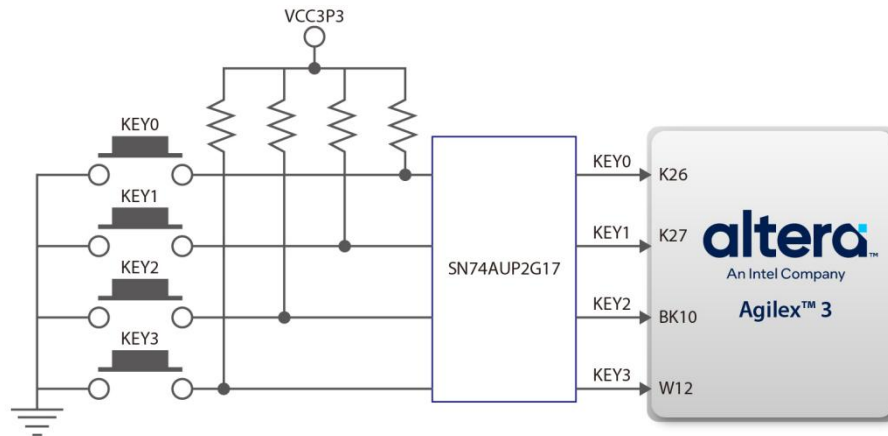 VCC3P3
KEY0
KEY1
KEY2
KEY3
SN74AUP2G17
KEY0
KEY1
KEY2
KEY3
K26
K27
BK10
W12
altera™
An Intel Company
Agilex™ 3